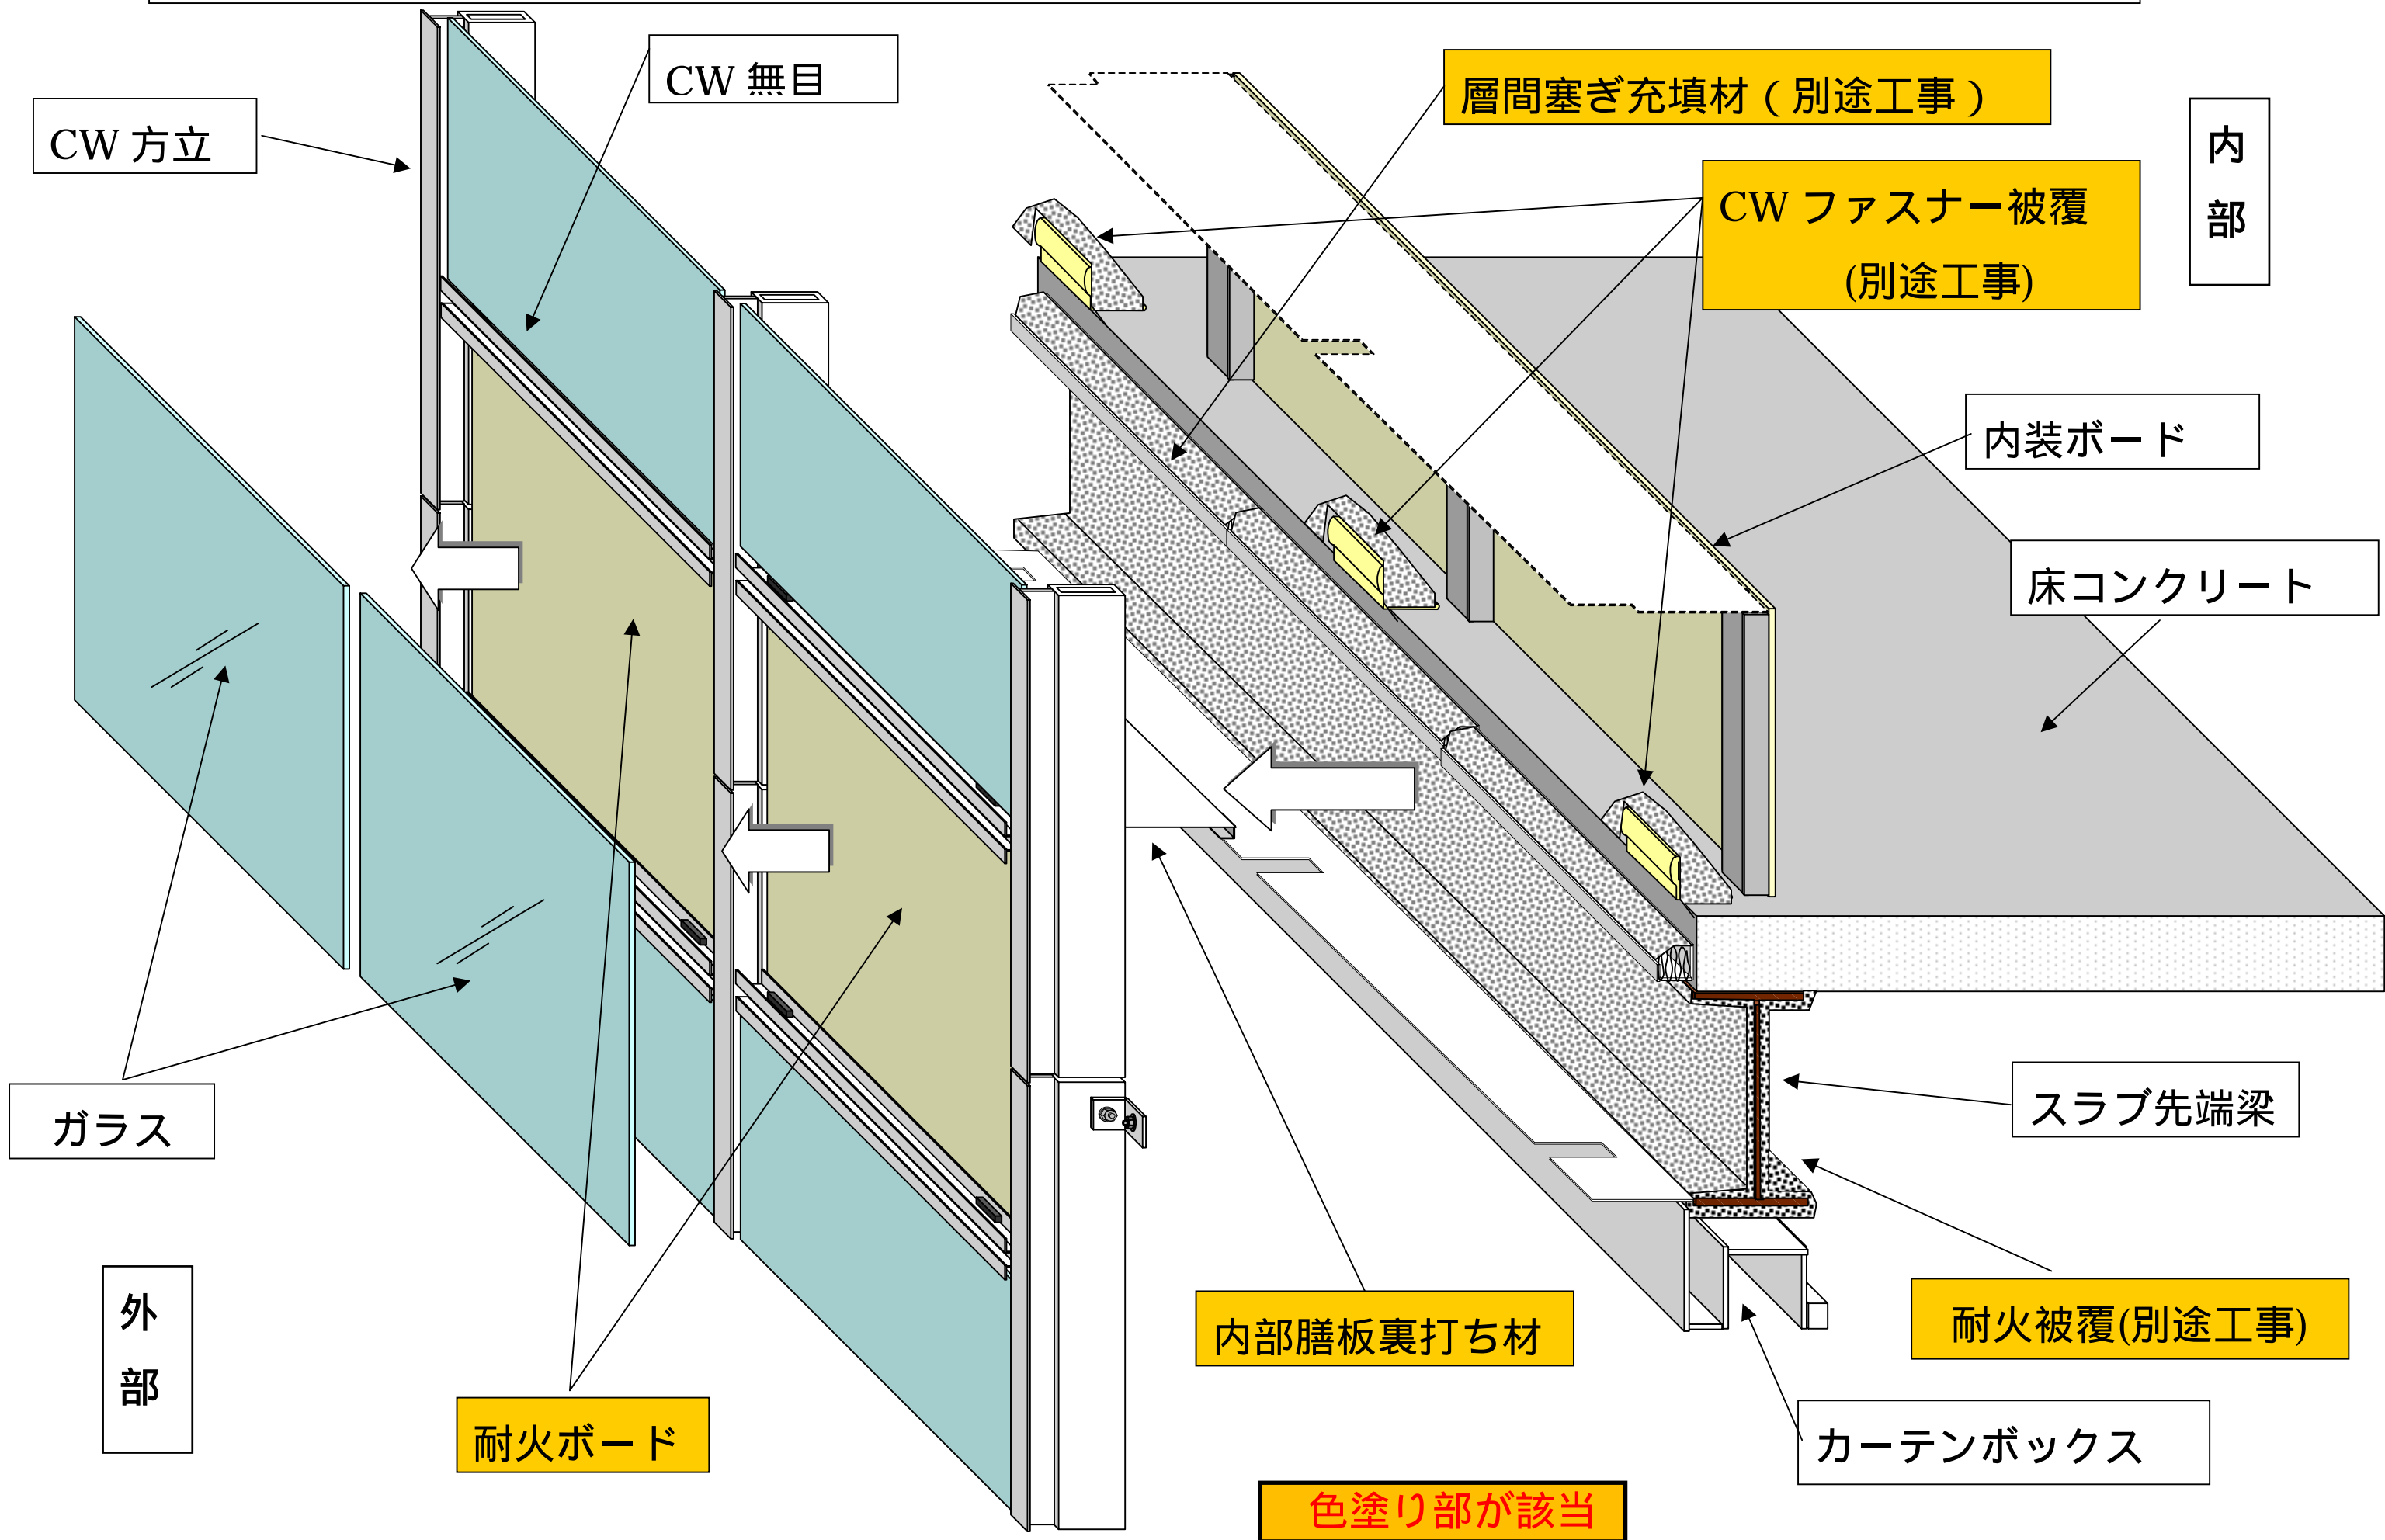 CW 無目
CW 方立
層間塞ぎ充填材（別途工事）
内
部
CW ファスナー被覆
(別途工事)
内装ボード
床コンクリート
スラブ先端梁
ガラス
外
部
内部膳板裏打ち材
耐火被覆(別途工事)
耐火ボード
カーテンボックス
色塗り部が該当